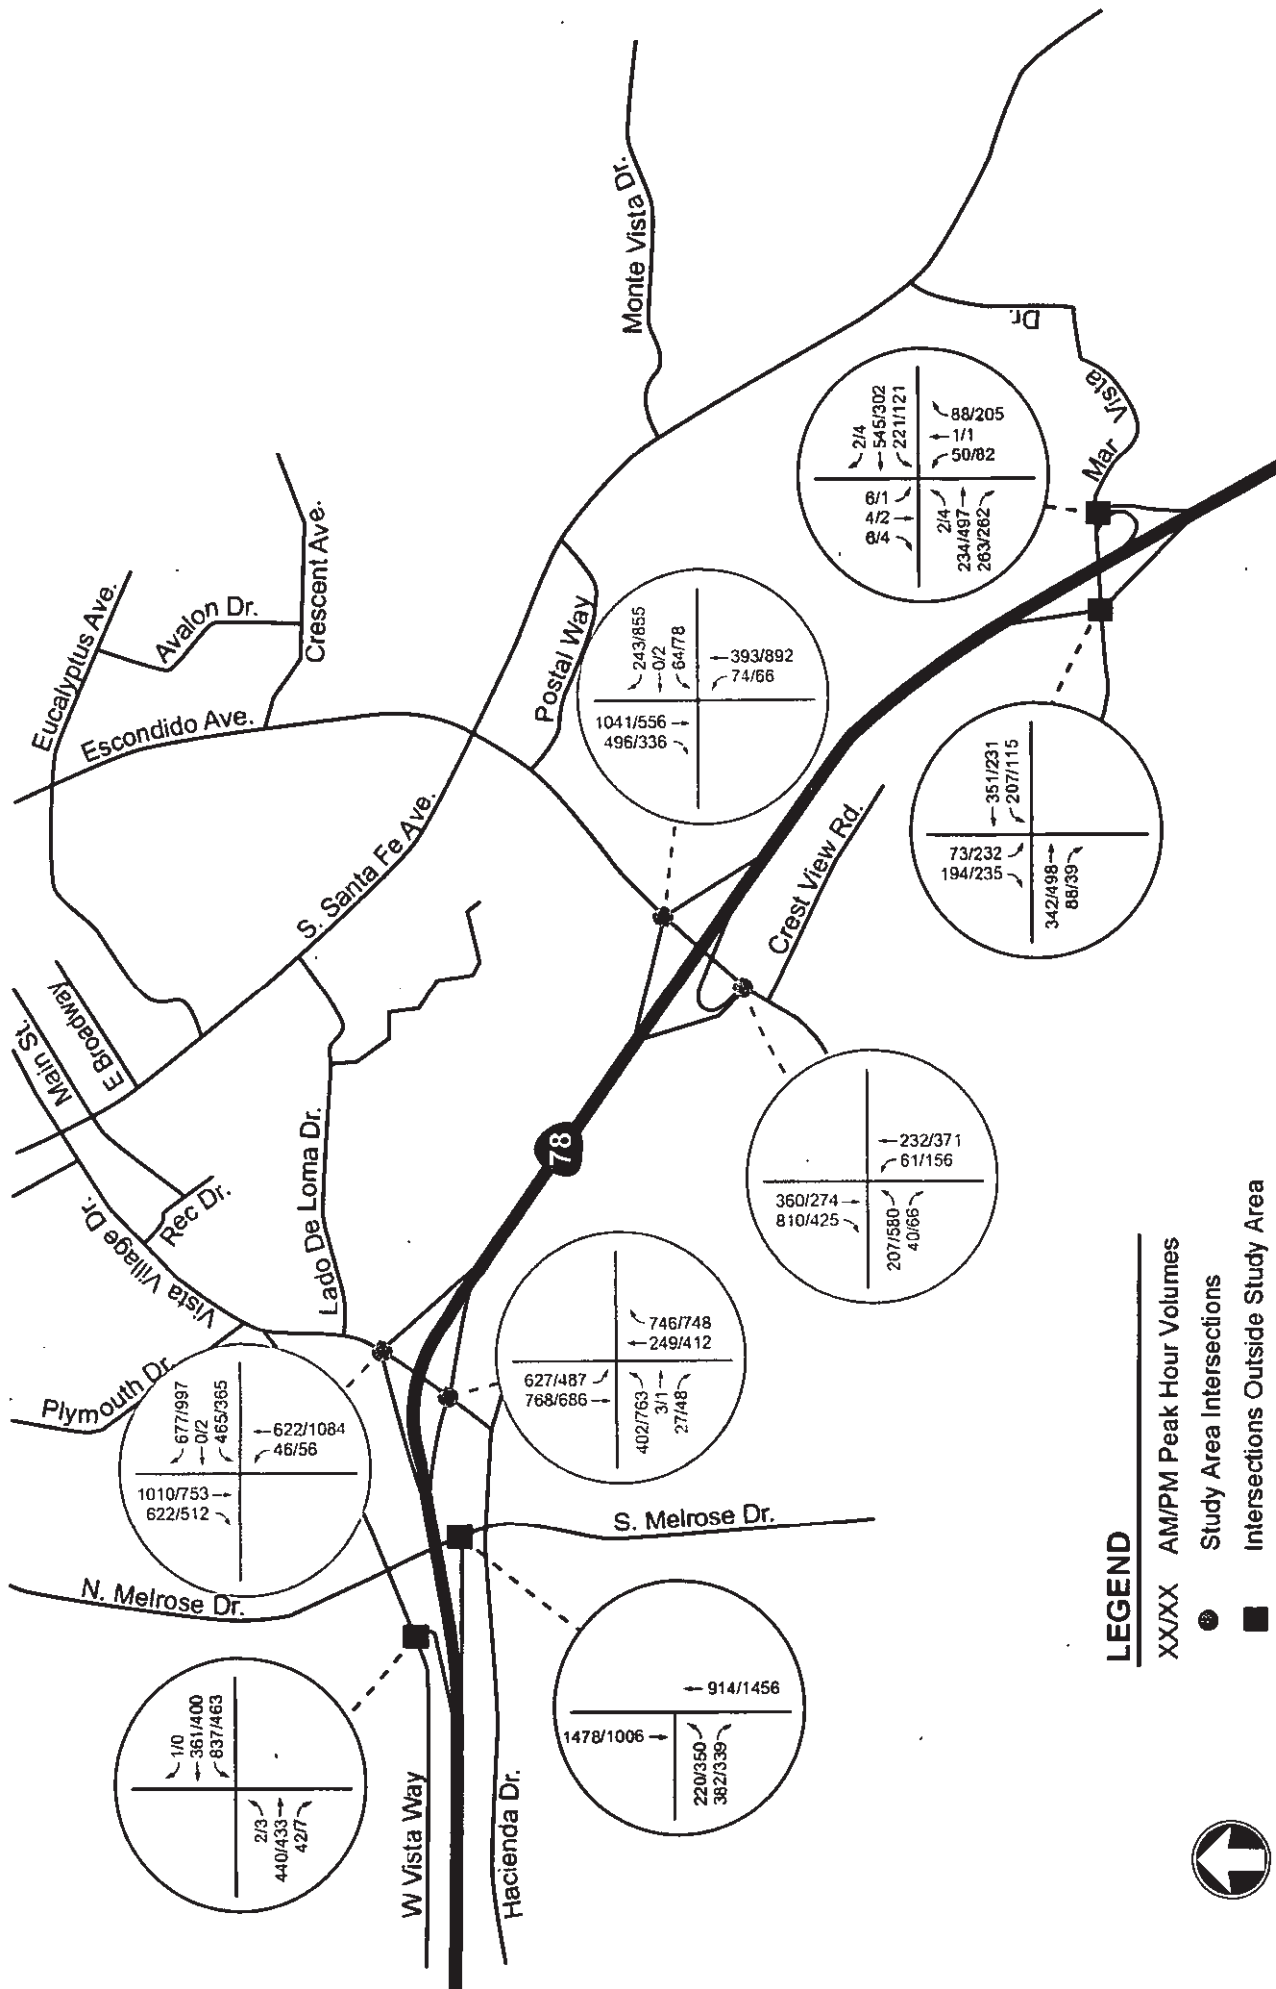 Monte Vista Dr.
Eucalyptus Ave.
Avalon Dr.
Crescent Ave.
Escondido Ave.
Postal Way
S. Santa Fe Ave.
Main St.
E Broadway
Vista Village Dr.
Rec Dr.
Lado De Loma Dr.
Plymouth Dr.
N. Melrose Dr.
S. Melrose Dr.
W Vista Way
Hacienda Dr.
Crest View Rd.
Mar Vista Dr.
78
2/4
545/302
221/121
6/1
4/2
6/4
88/205
1/1
50/82
2/4
234/497
263/262
243/855
0/2
64/78
1041/556
496/336
393/892
74/66
351/231
207/115
73/232
194/235
342/498
88/39
360/274
810/425
232/371
61/156
207/580
40/66
627/487
768/686
746/748
249/412
402/763
3/1
27/48
677/997
0/2
465/365
1010/753
622/512
622/1084
46/56
1/0
361/400
837/463
2/3
440/433
42/7
1478/1006
914/1456
220/350
382/339
LEGEND
XX/XX AM/PM Peak Hour Volumes
Study Area Intersections
Intersections Outside Study Area